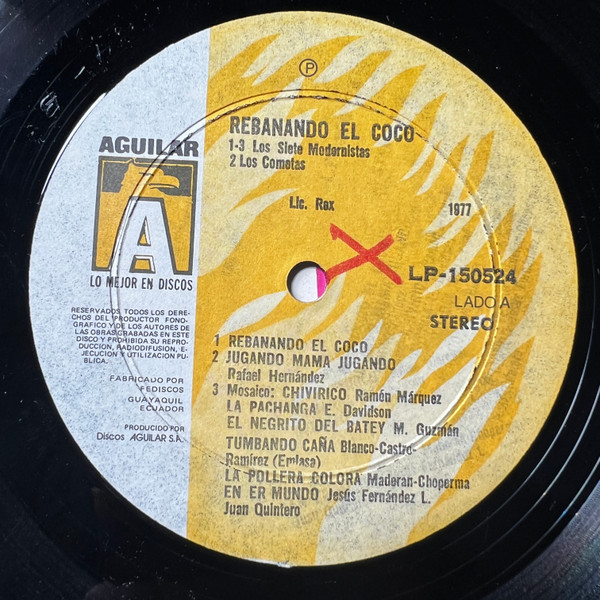 Ⓟ
REBANANDO EL COCO
1-3 Los Siete Modernistas
2 Los Cometas
Lic. Rex
1977
AGUILAR
A
LO MEJOR EN DISCOS
LP-150524
LADO A
STEREO
RESERVADOS TODOS LOS DERE-
CHOS DEL PRODUCTOR FONO-
GRAFICO Y DE LOS AUTORES DE
LAS OBRAS GRABADAS EN ESTE
DISCO Y PROHIBIDA SU REPRO-
DUCCION, RADIODIFUSION, E-
JECUCION Y UTILIZACION PU-
BLICA.
FABRICADO POR
FEDISCOS
GUAYAQUIL
ECUADOR
PRODUCIDO POR
Discos AGUILAR S.A.
1 REBANANDO EL COCO
2 JUGANDO MAMA JUGANDO
Rafael Hernández
3 Mosaico: CHIVIRICO Ramón Márquez
LA PACHANGA E. Davidson
EL NEGRITO DEL BATEY M. Guzmán
TUMBANDO CAÑA Blanco-Castro-
Ramírez (Emlasa)
LA POLLERA COLORA Maderan-Choperma
EN ER MUNDO Jesús Fernández L.
Juan Quintero